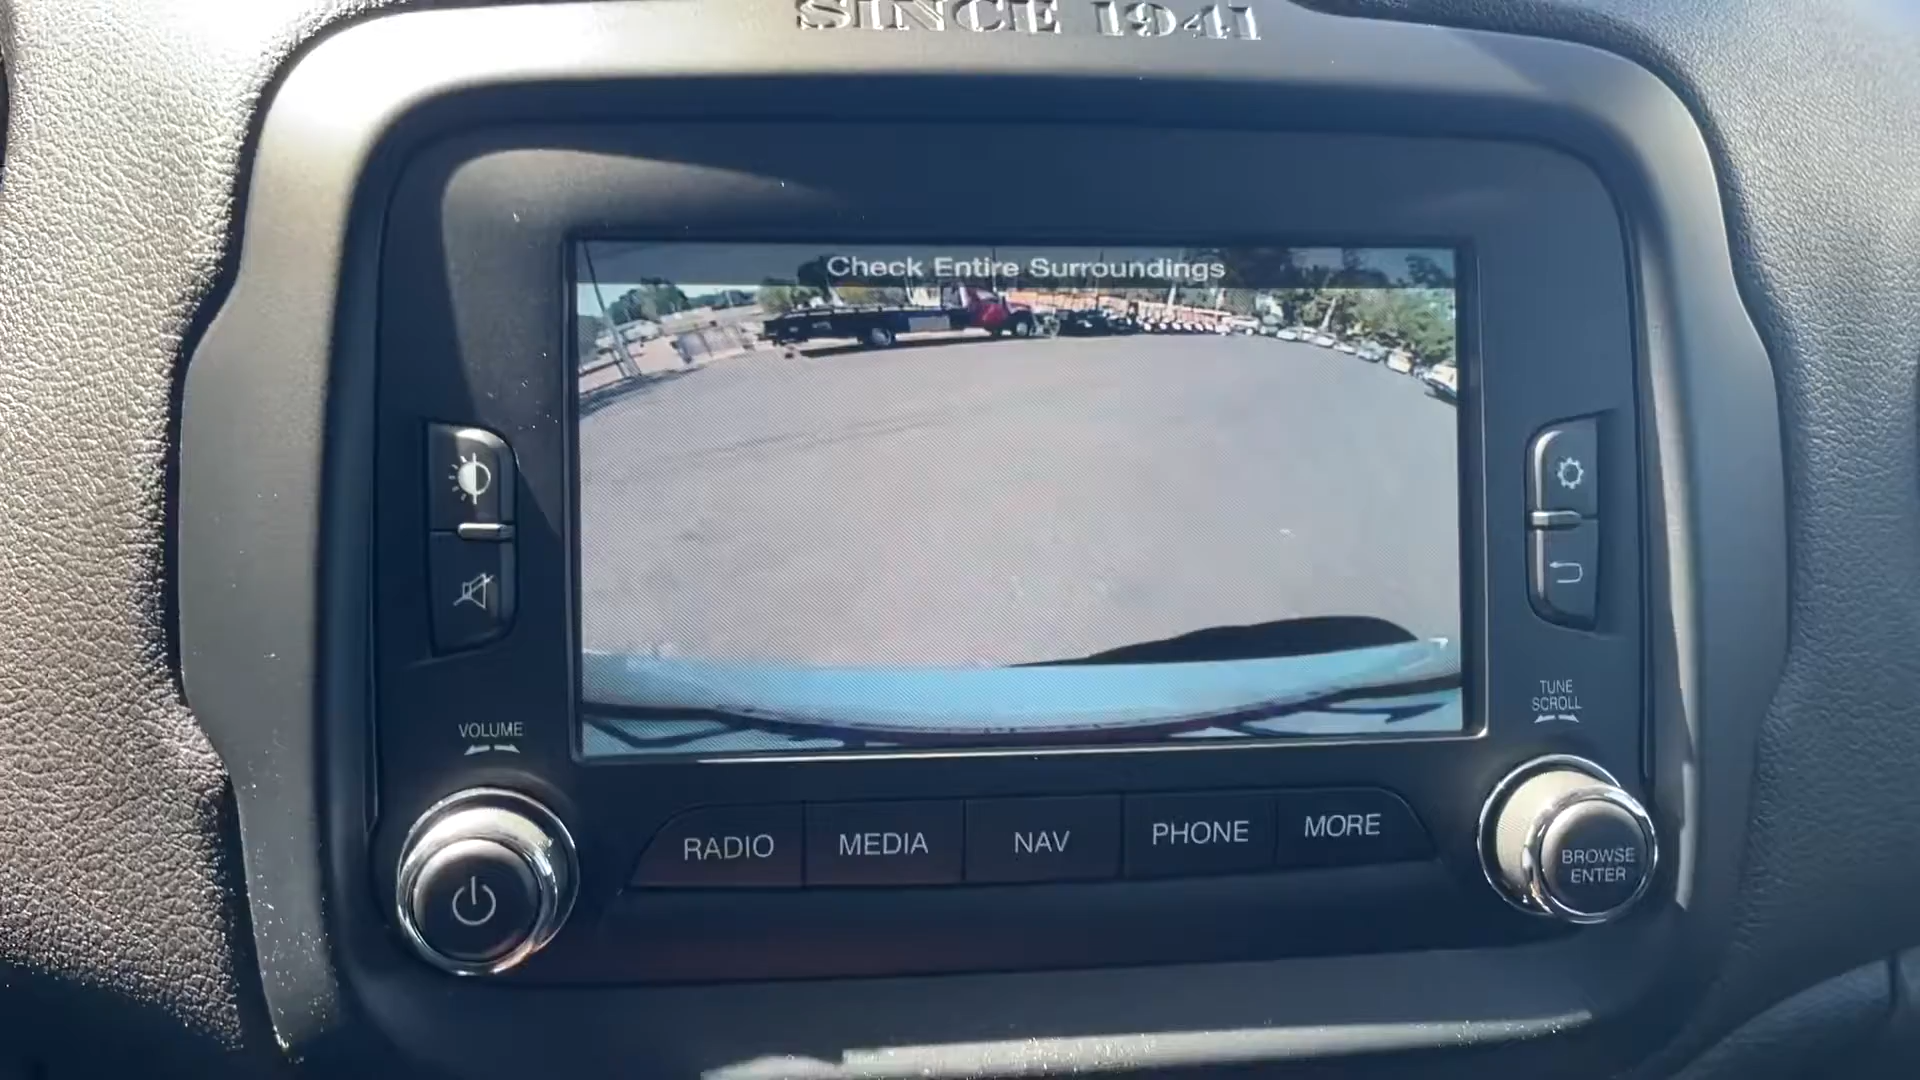 SINCE 1941
Check Entire Surroundings
VOLUME
TUNE
SCROLL
RADIO
MEDIA
NAV
PHONE
MORE
BROWSE
ENTER